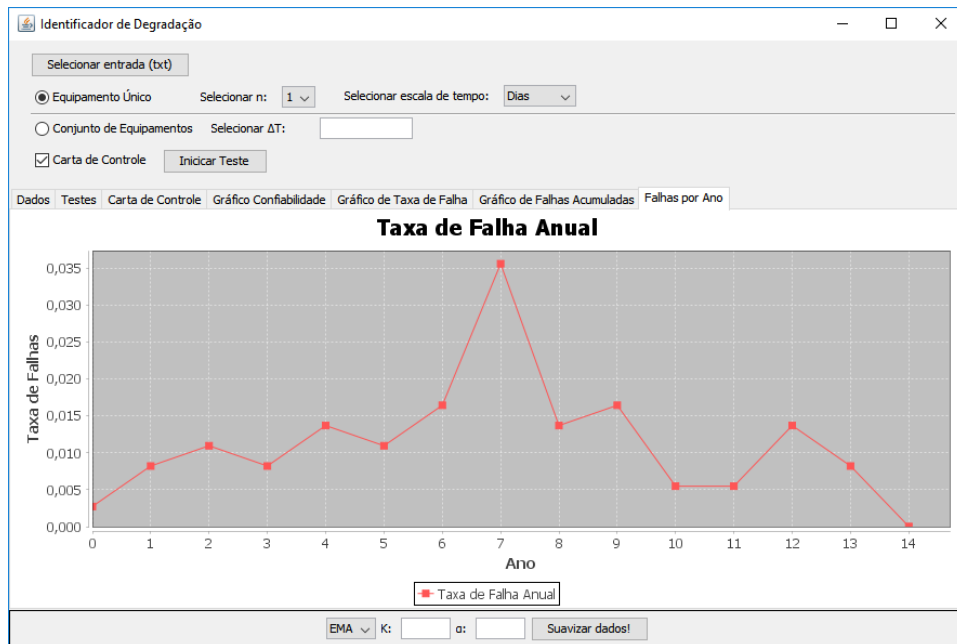 Identificador de Degradação
Selecionar entrada (txt)
Equipamento Único Selecionar n: 1 Selecionar escala de tempo: Dias
Conjunto de Equipamentos Selecionar ΔT:
Carta de Controle Inicicar Teste
Dados Testes Carta de Controle Gráfico Confiabilidade Gráfico de Taxa de Falha Gráfico de Falhas Acumuladas Falhas por Ano
Taxa de Falha Anual
Taxa de Falhas
0,035
0,030
0,025
0,020
0,015
0,010
0,005
0,000
0 1 2 3 4 5 6 7 8 9 10 11 12 13 14
Ano
Taxa de Falha Anual
EMA K: α: Suavizar dados!